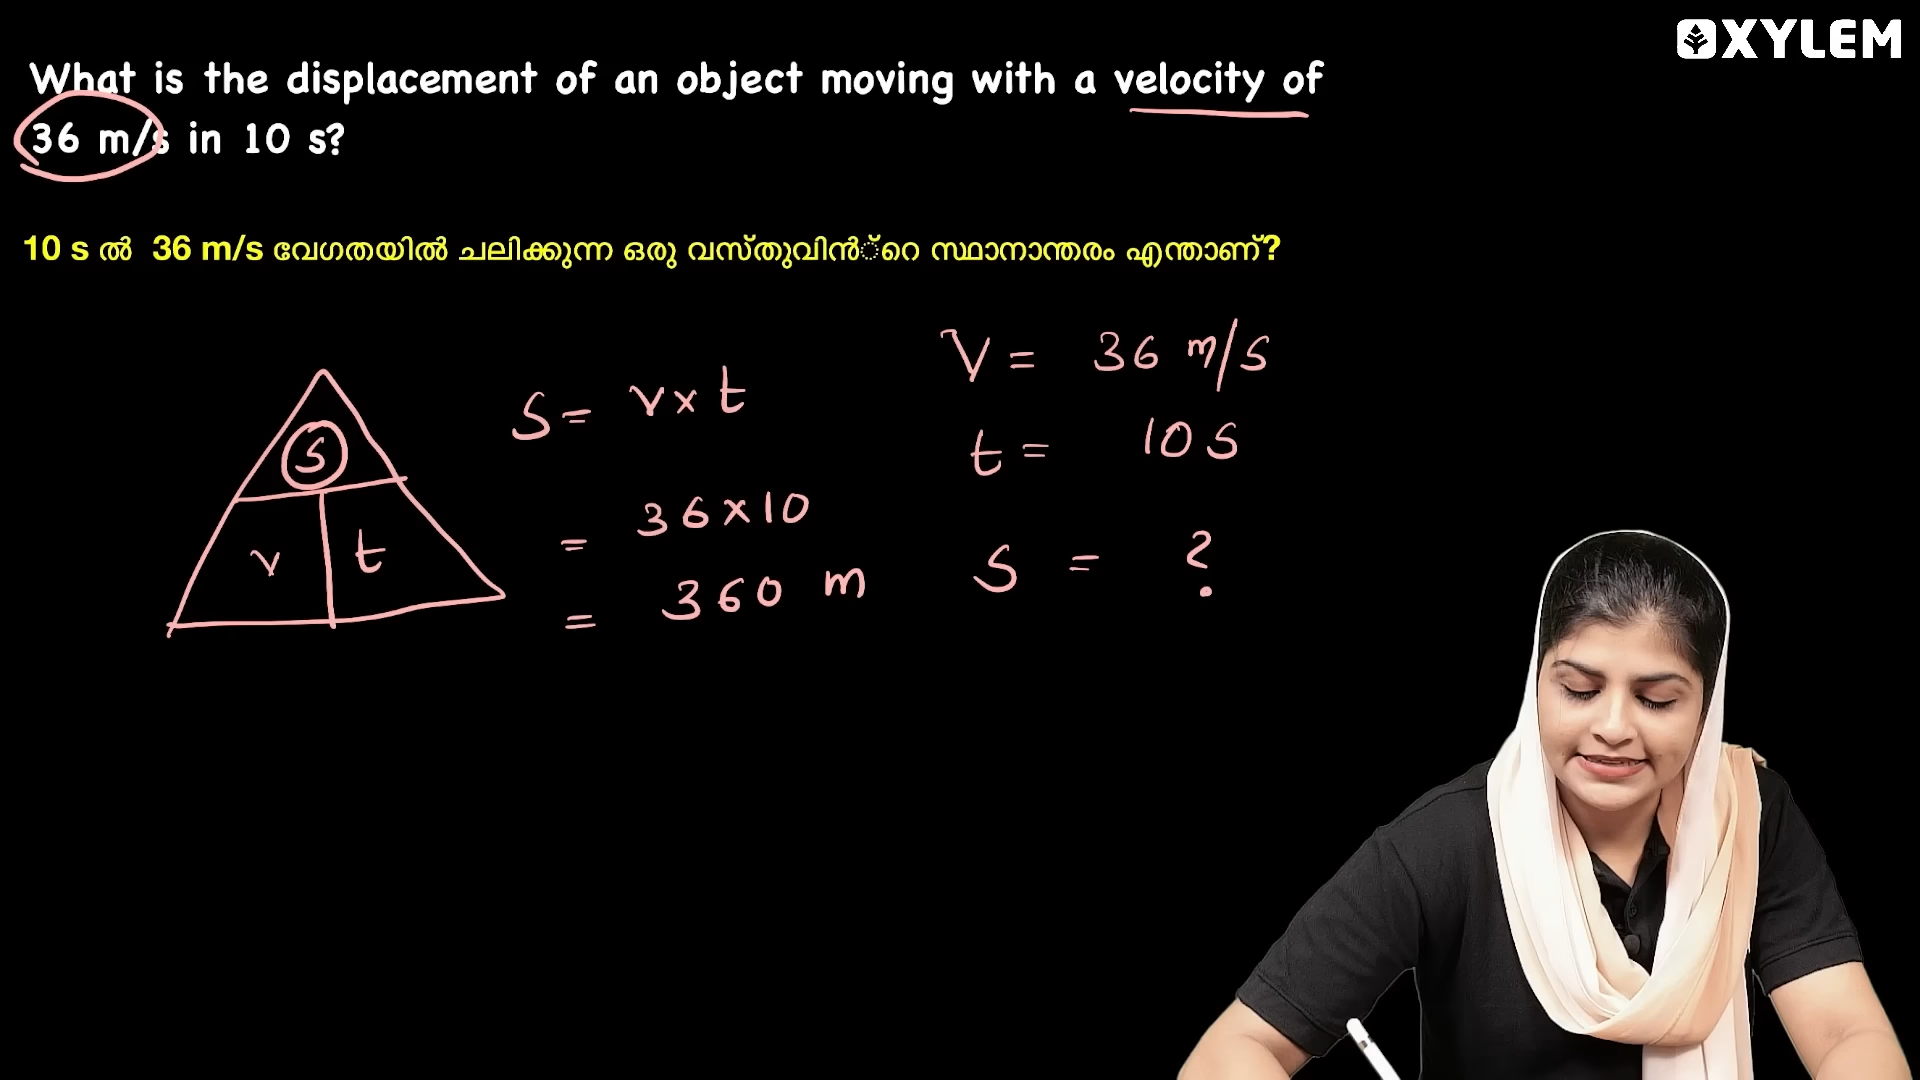 XYLEM
What is the displacement of an object moving with a velocity of
36 m/s in 10 s?
10 s ൽ 36 m/s വേഗതയിൽ ചലിക്കുന്ന ഒരു വസ്തുവിൻ്റെ സ്ഥാനാന്തരം എന്താണ്?
S
v t
S = v x t
= 36 x 10
= 360 m
V = 36 m/s
t = 10 s
S = ?